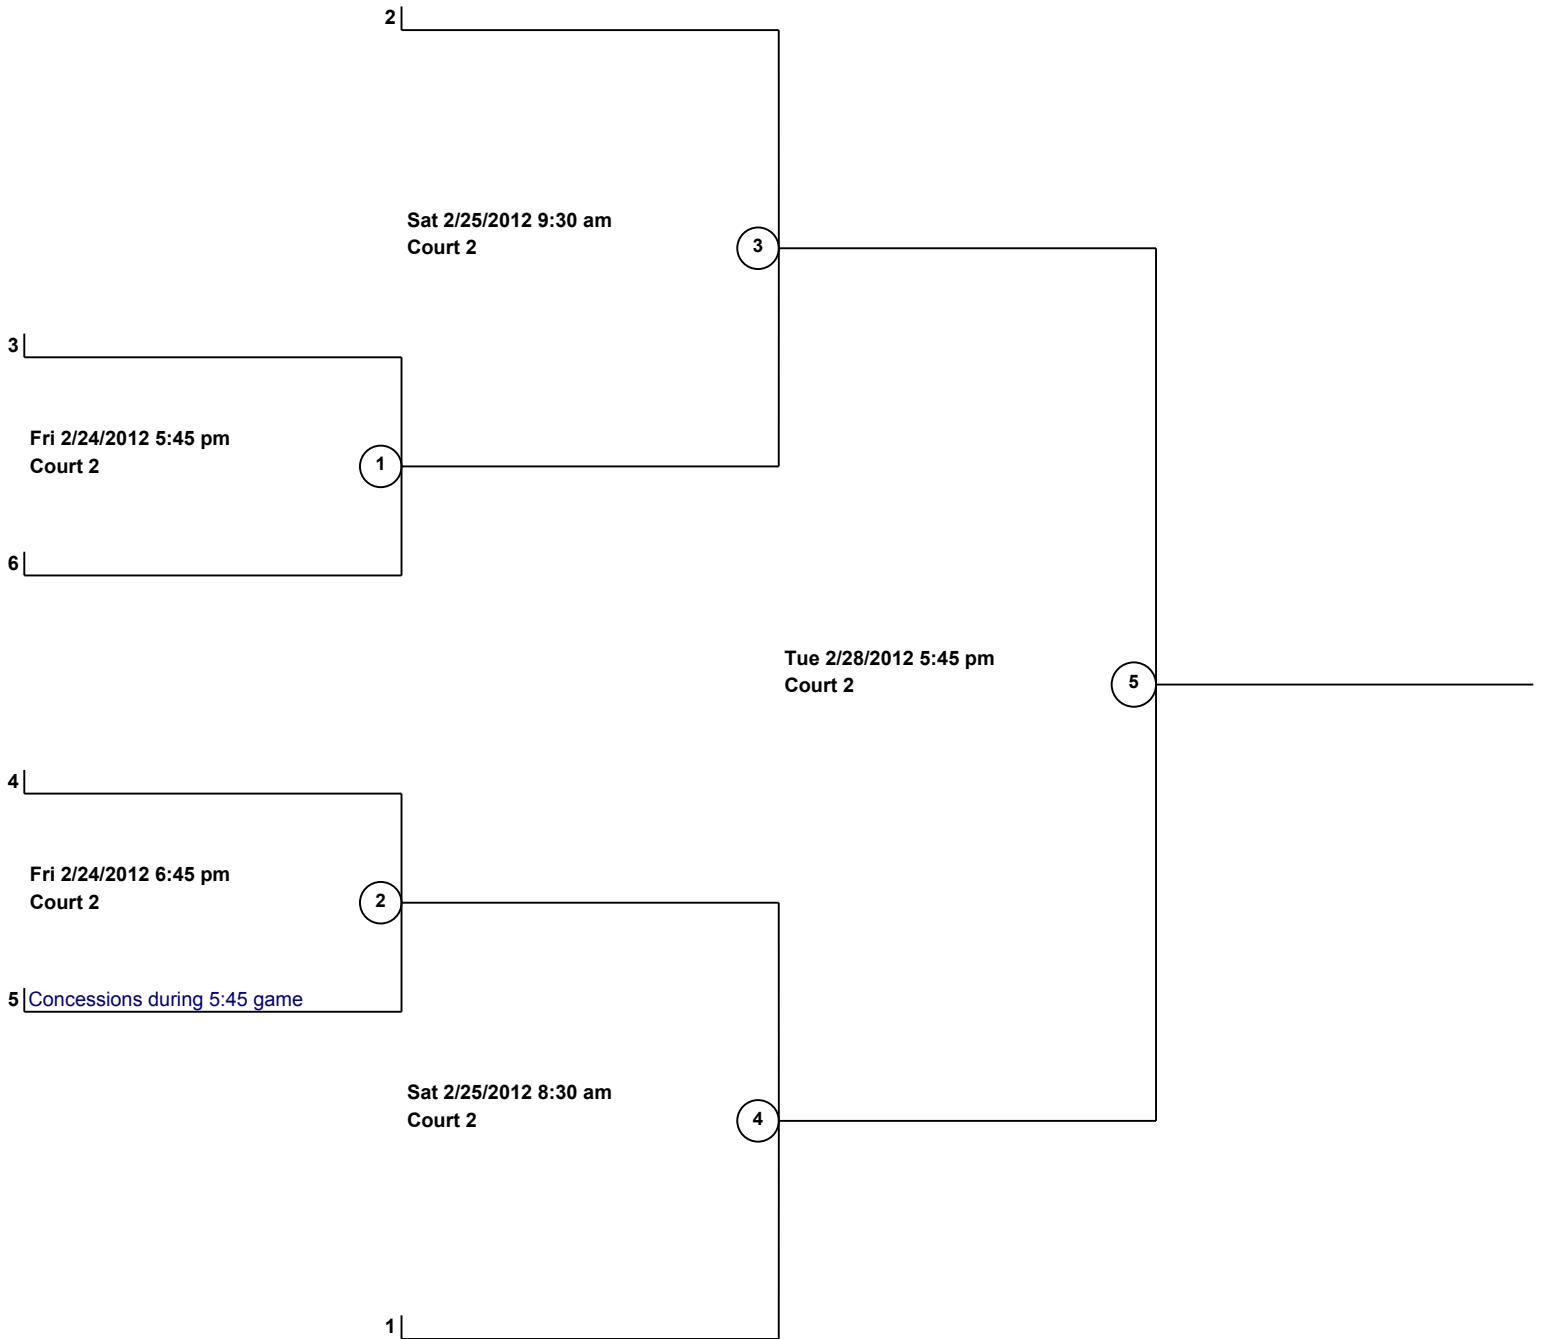 2
Sat 2/25/2012 9:30 am
Court 2
3
3
Fri 2/24/2012 5:45 pm
Court 2
1
6
Tue 2/28/2012 5:45 pm
Court 2
5
4
Fri 2/24/2012 6:45 pm
Court 2
2
5 Concessions during 5:45 game
Sat 2/25/2012 8:30 am
Court 2
4
1